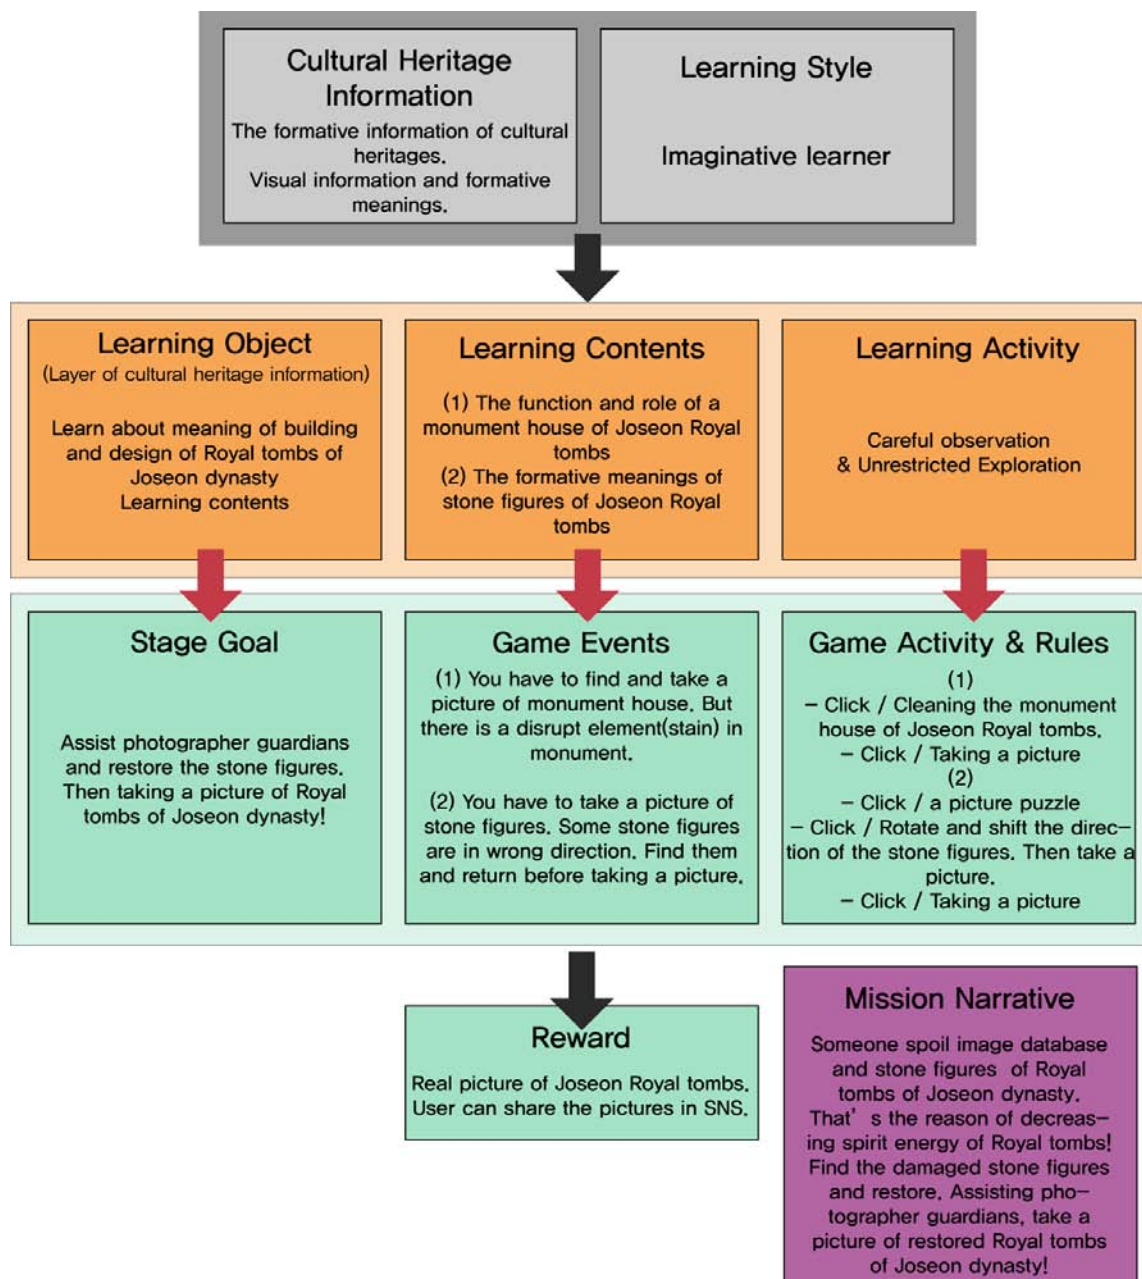 Cultural Heritage
Information
The formative information of cultural
heritages.
Visual information and formative
meanings.
Learning Style
Imaginative learner
Learning Object
(Layer of cultural heritage information)
Learn about meaning of building
and design of Royal tombs of
Joseon dynasty
Learning contents
Learning Contents
(1) The function and role of a
monument house of Joseon Royal
tombs
(2) The formative meanings of
stone figures of Joseon Royal
tombs
Learning Activity
Careful observation
& Unrestricted Exploration
Stage Goal
Assist photographer guardians
and restore the stone figures.
Then taking a picture of Royal
tombs of Joseon dynasty!
Game Events
(1) You have to find and take a
picture of monument house. But
there is a disrupt element(stain) in
monument.
(2) You have to take a picture of
stone figures. Some stone figures
are in wrong direction. Find them
and return before taking a picture.
Game Activity & Rules
(1)
– Click / Cleaning the monument
house of Joseon Royal tombs.
– Click / Taking a picture
(2)
– Click / a picture puzzle
– Click / Rotate and shift the direc–
tion of the stone figures. Then take a
picture.
– Click / Taking a picture
Reward
Real picture of Joseon Royal tombs.
User can share the pictures in SNS.
Mission Narrative
Someone spoil image database
and stone figures of Royal
tombs of Joseon dynasty.
That's the reason of decreas–
ing spirit energy of Royal tombs!
Find the damaged stone figures
and restore. Assisting pho–
tographer guardians, take a
picture of restored Royal tombs
of Joseon dynasty!